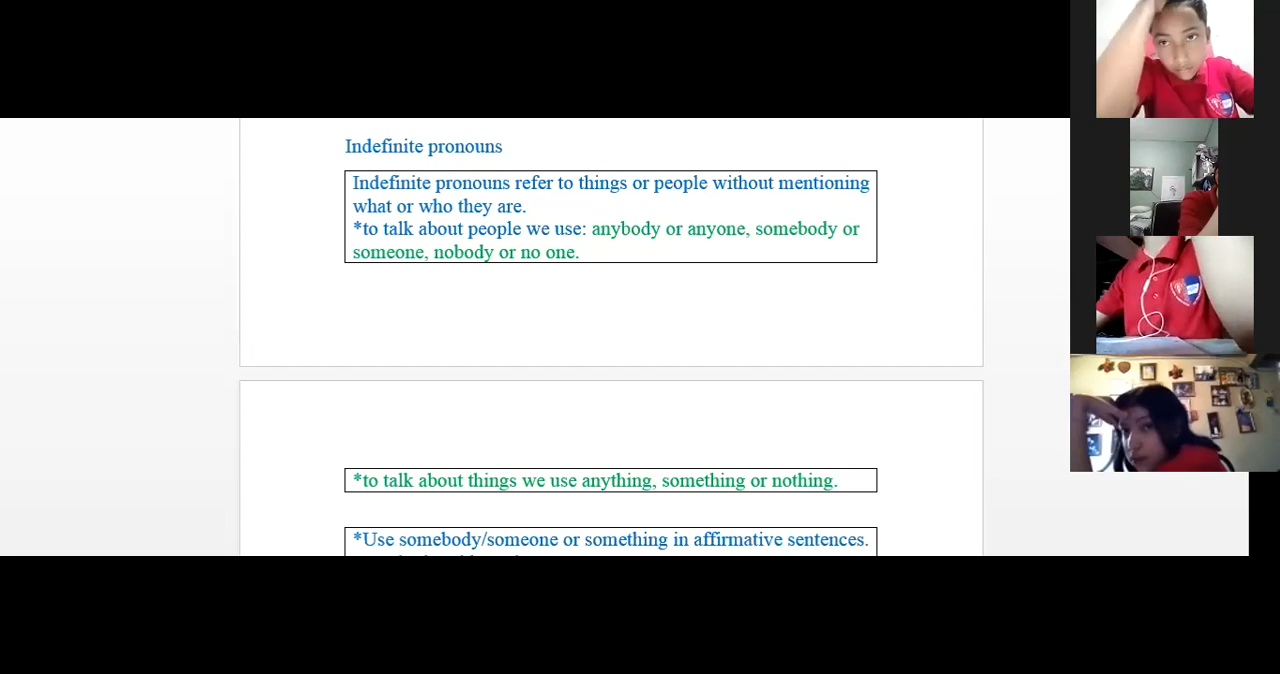 Indefinite pronouns
Indefinite pronouns refer to things or people without mentioning
what or who they are.
*to talk about people we use: anybody or anyone, somebody or
someone, nobody or no one.
*to talk about things we use anything, something or nothing.
*Use somebody/someone or something in affirmative sentences.